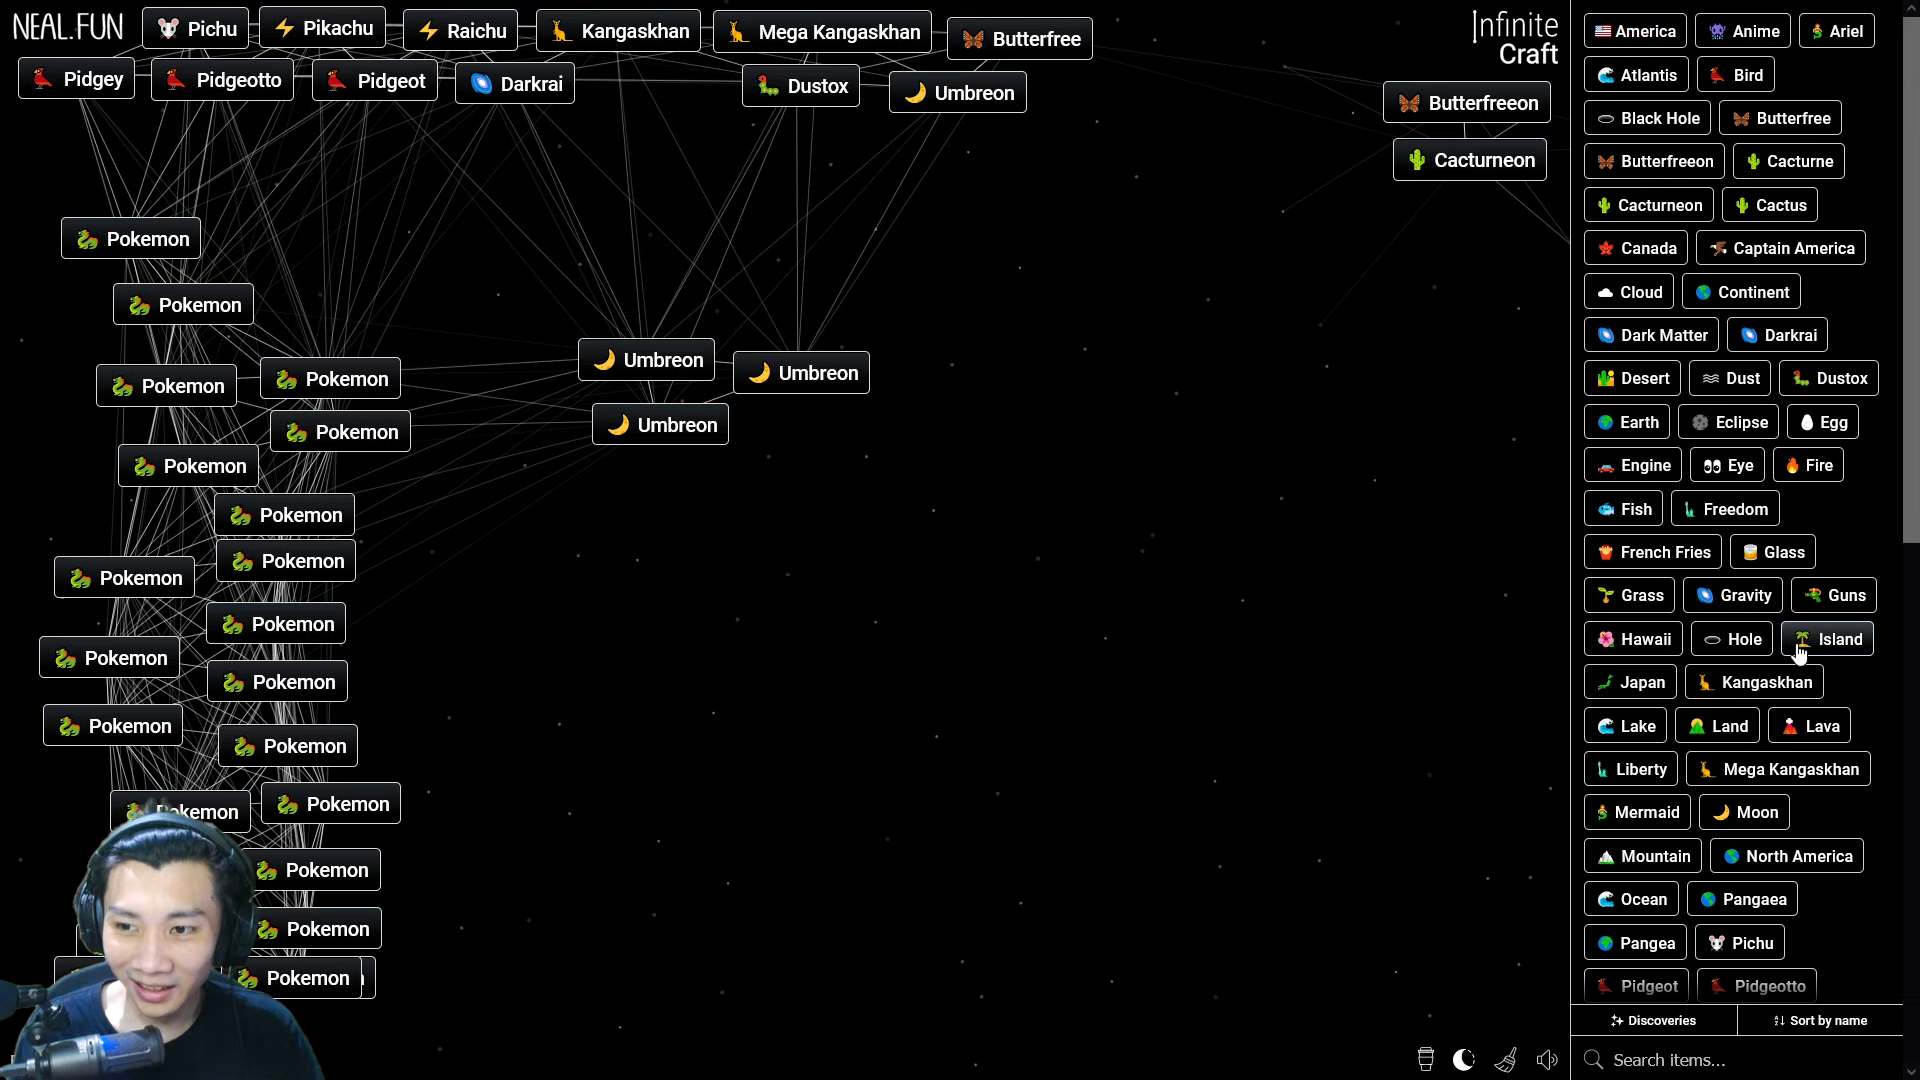 NEAL.FUN
Pichu
Pikachu
Raichu
Kangaskhan
Mega Kangaskhan
Butterfree
Infinite
Craft
Pidgey
Pidgeotto
Pidgeot
Darkrai
Dustox
Umbreon
Butterfreeon
Cacturneon
Pokemon
Pokemon
Pokemon
Pokemon
Umbreon
Umbreon
Pokemon
Umbreon
Pokemon
Pokemon
Pokemon
Pokemon
Pokemon
Pokemon
Pokemon
Pokemon
Pokemon
Pokemon
Pokemon
Pokemon
Pokemon
Pokemon
America
Anime
Ariel
Atlantis
Bird
Black Hole
Butterfree
Butterfreeon
Cacturne
Cacturneon
Cactus
Canada
Captain America
Cloud
Continent
Dark Matter
Darkrai
Desert
Dust
Dustox
Earth
Eclipse
Egg
Engine
Eye
Fire
Fish
Freedom
French Fries
Glass
Grass
Gravity
Guns
Hawaii
Hole
Island
Japan
Kangaskhan
Lake
Land
Lava
Liberty
Mega Kangaskhan
Mermaid
Moon
Mountain
North America
Ocean
Pangaea
Pangea
Pichu
Pidgeot
Pidgeotto
Discoveries
Sort by name
Search items...